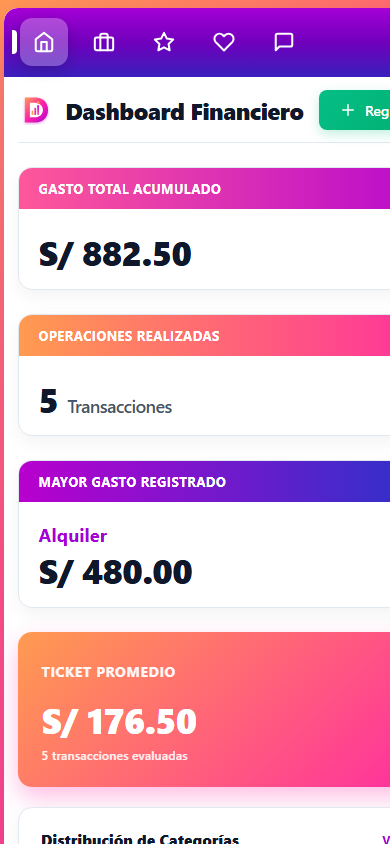 Dashboard Financiero
GASTO TOTAL ACUMULADO
S/ 882.50
OPERACIONES REALIZADAS
5 Transacciones
MAYOR GASTO REGISTRADO
Alquiler
S/ 480.00
TICKET PROMEDIO
S/ 176.50
5 transacciones evaluadas
Distribución de Categorías